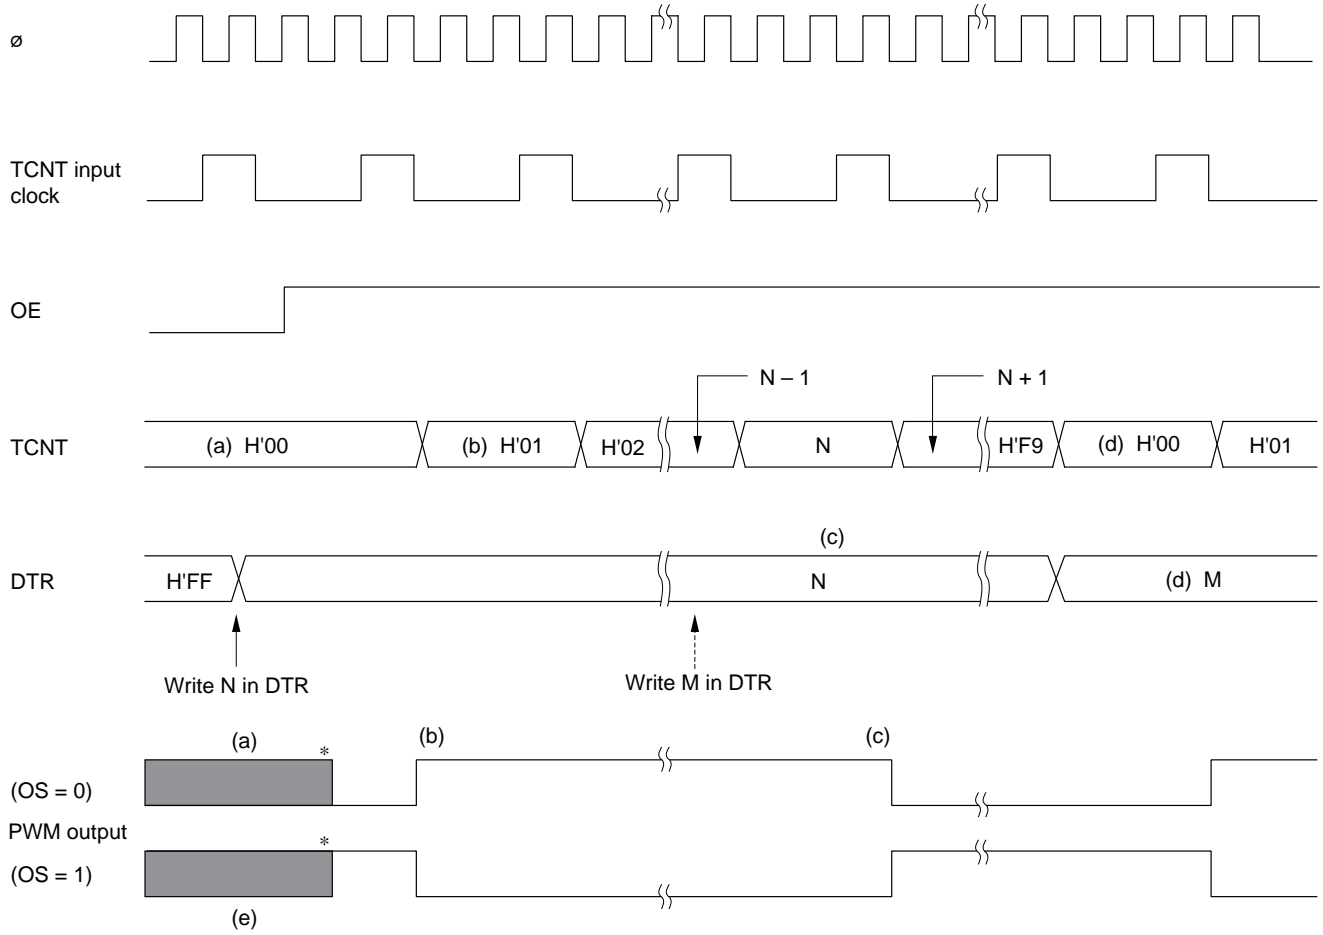 ø
TCNT input
clock
OE
N – 1
N + 1
TCNT
(a) H'00
(b) H'01
H'02
N
H'F9
(d) H'00
H'01
(c)
DTR
H'FF
N
(d) M
Write N in DTR
Write M in DTR
(a)
*
(b)
(c)
(OS = 0)
PWM output
*
(OS = 1)
(e)